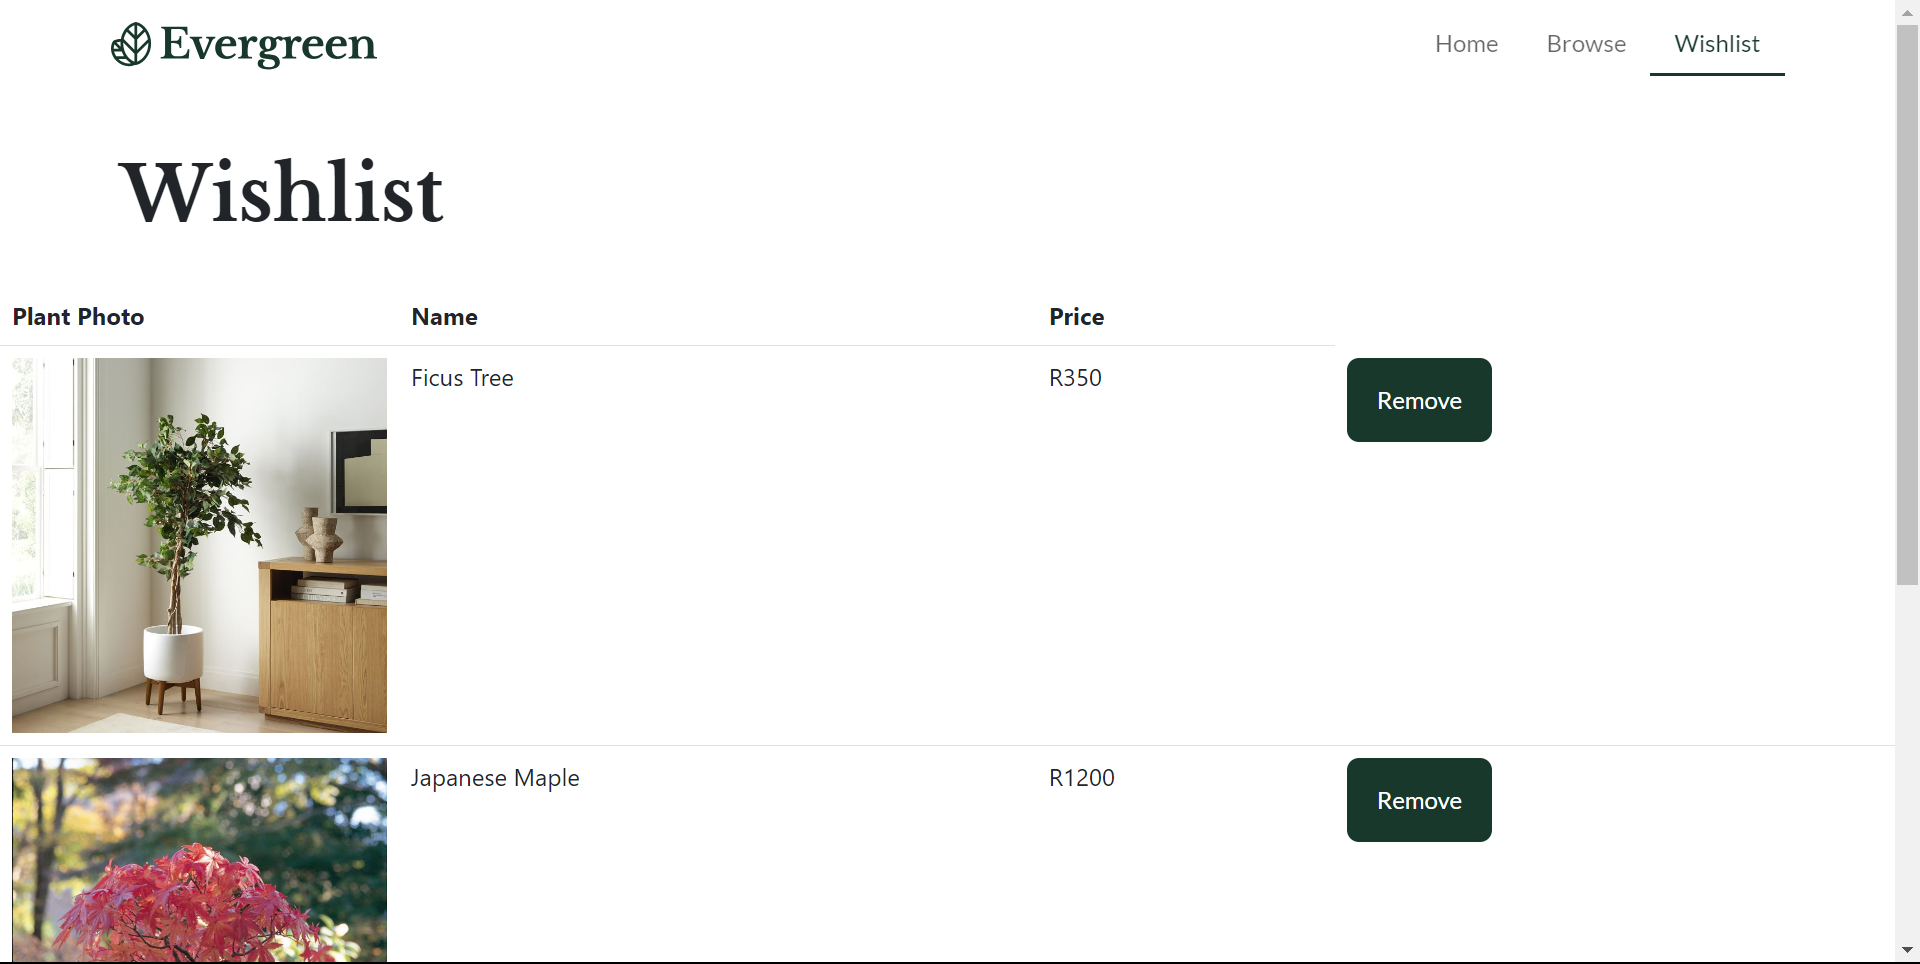 Evergreen
Home Browse Wishlist
Wishlist
Plant Photo Name Price
Ficus Tree R350 Remove
Japanese Maple R1200 Remove